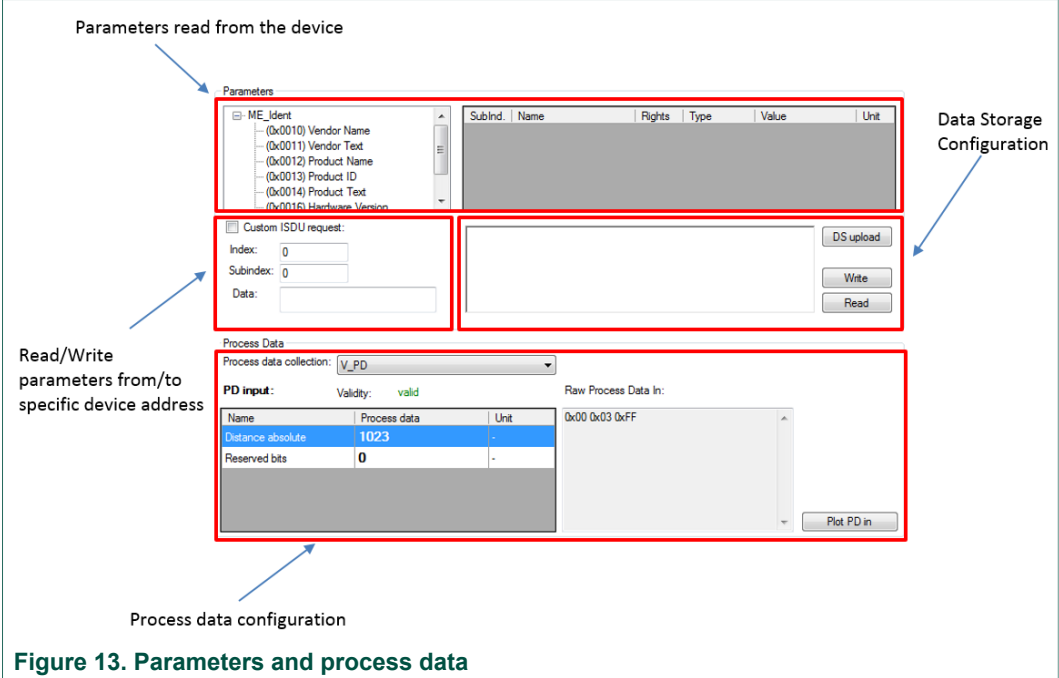 Parameters read from the device
Parameters
ME_Ident
(0x0010) Vendor Name
(0x0011) Vendor Text
(0x0012) Product Name
(0x0013) Product ID
(0x0014) Product Text
(0x0016) Hardware Version
SubInd. Name Rights Type Value Unit
Data Storage
Configuration
Custom ISDU request:
Index: 0
Subindex: 0
Data:
DS upload
Write
Read
Read/Write
parameters from/to
specific device address
Process Data
Process data collection: V_PD
PD input: Validity: valid
Raw Process Data In:
Name Process data Unit
Distance absolute 1023 -
Reserved bits 0 -
0x00 0x03 0xFF
Plot PD in
Process data configuration
Figure 13. Parameters and process data